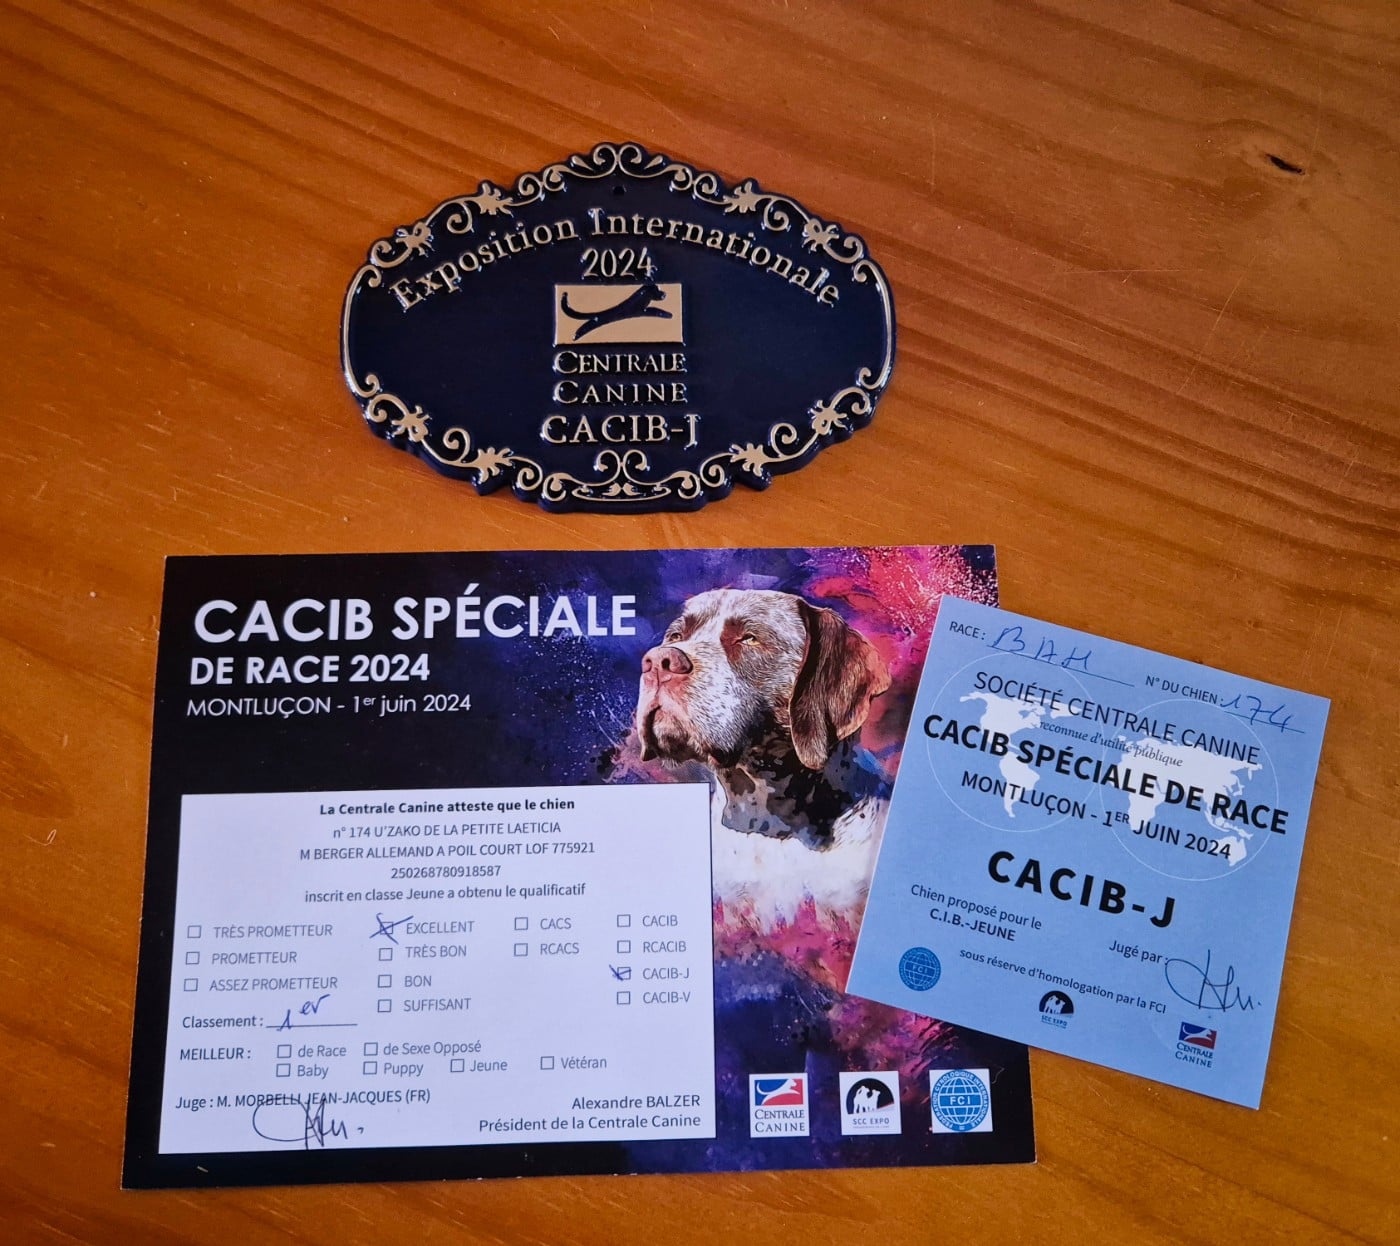 Exposition Internationale
2024
CENTRALE
CANINE
CACIB-J
CACIB SPÉCIALE
DE RACE 2024
MONTLUÇON - 1er juin 2024
La Centrale Canine atteste que le chien
n° 174 U'ZAKO DE LA PETITE LAETICIA
M BERGER ALLEMAND A POIL COURT LOF 775921
250268780918587
inscrit en classe Jeune a obtenu le qualificatif
TRÈS PROMETTEUR
PROMETTEUR
ASSEZ PROMETTEUR
EXCELLENT
TRÈS BON
BON
SUFFISANT
CACS
RCACS
CACIB
RCACIB
CACIB-J
CACIB-V
Classement : 1er
MEILLEUR : de Race de Sexe Opposé
Baby Puppy Jeune Vétéran
Juge : M. MORBELLI JEAN-JACQUES (FR)
Alexandre BALZER
Président de la Centrale Canine
CENTRALE
CANINE
SCC EXPO
FCI
RACE : BAH
N° DU CHIEN : 174
SOCIÉTÉ CENTRALE CANINE
reconnue d'utilité publique
CACIB SPÉCIALE DE RACE
MONTLUÇON - 1ER JUIN 2024
CACIB-J
Chien proposé pour le
C.I.B.-JEUNE
Jugé par :
sous réserve d'homologation par la FCI
FCI
SCC EXPO
CENTRALE
CANINE